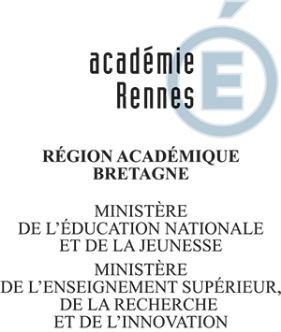 académie
Rennes
É
RÉGION ACADÉMIQUE
BRETAGNE
MINISTÈRE
DE L’ÉDUCATION NATIONALE
ET DE LA JEUNESSE
MINISTÈRE
DE L’ENSEIGNEMENT SUPÉRIEUR,
DE LA RECHERCHE
ET DE L’INNOVATION